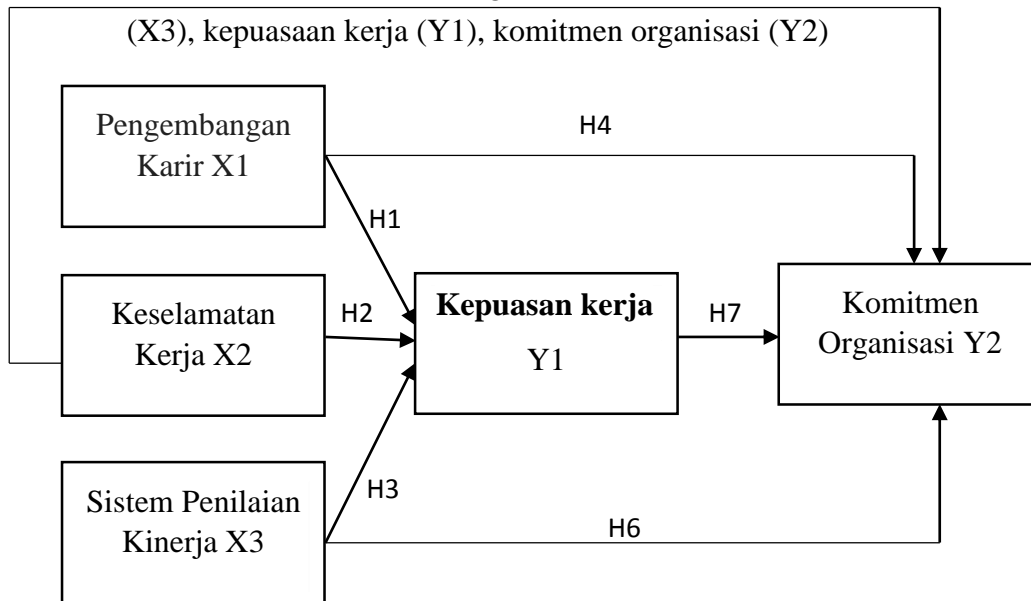 (X3), kepuasaan kerja (Y1), komitmen organisasi (Y2)
Pengembangan
Karir X1
H4
H1
Keselamatan
Kerja X2
H2
Kepuasan kerja
Y1
H7
Komitmen
Organisasi Y2
H3
Sistem Penilaian
Kinerja X3
H6